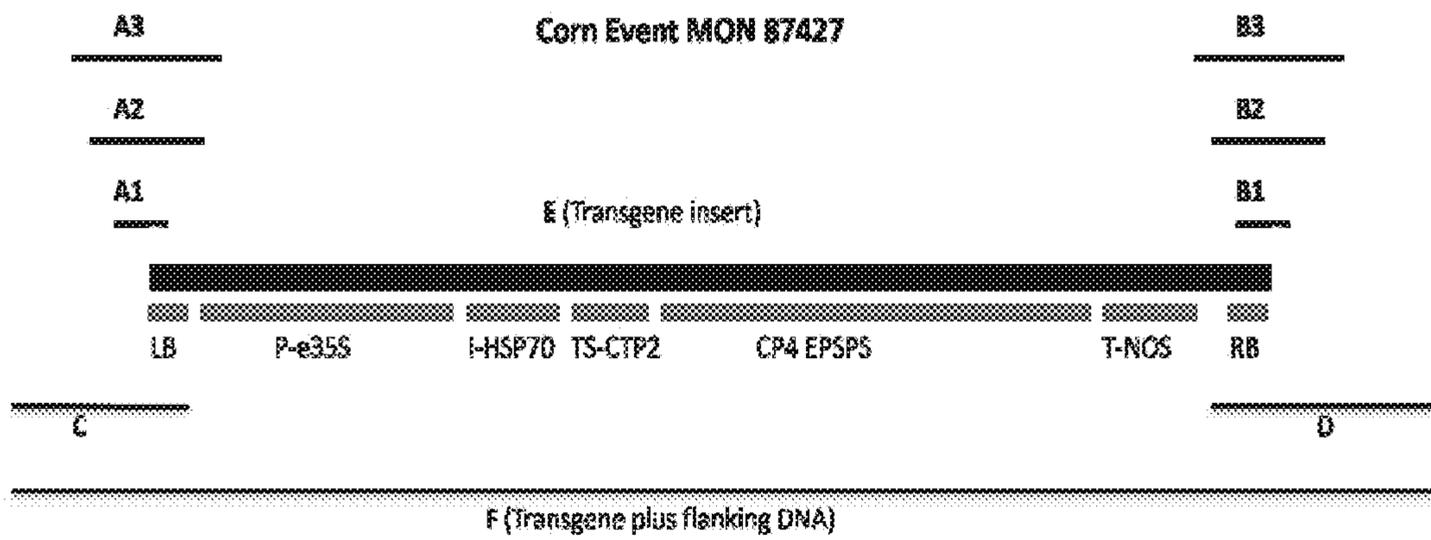 A3 Corn Event MON 87427 B3
A2 B2
A1 B1
E (Transgene insert)
LB P-e35S I-HSP70 TS-CTP2 CP4 EPSPS T-NOS RB
C D
F (Transgene plus flanking DNA)